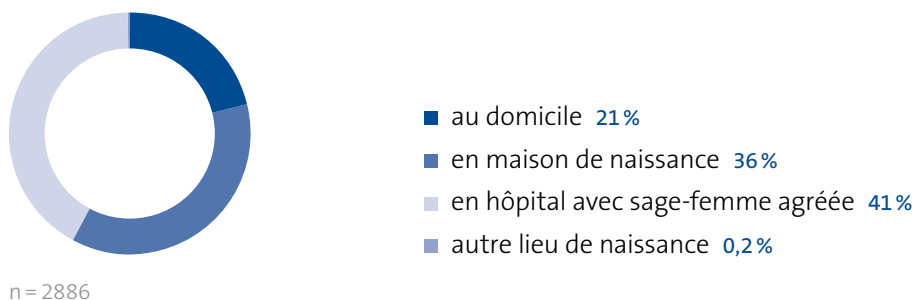 au domicile 21 %
en maison de naissance 36 %
en hôpital avec sage-femme agréée 41 %
autre lieu de naissance 0,2 %
n = 2886